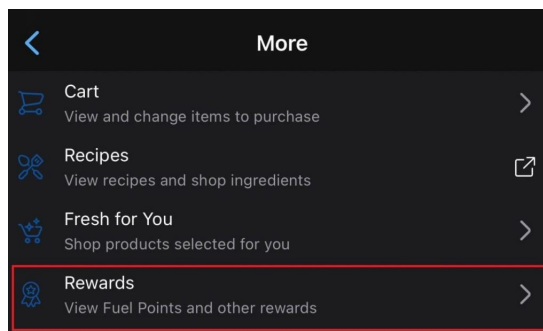 More
Cart
View and change items to purchase
Recipes
View recipes and shop ingredients
Fresh for You
Shop products selected for you
Rewards
View Fuel Points and other rewards